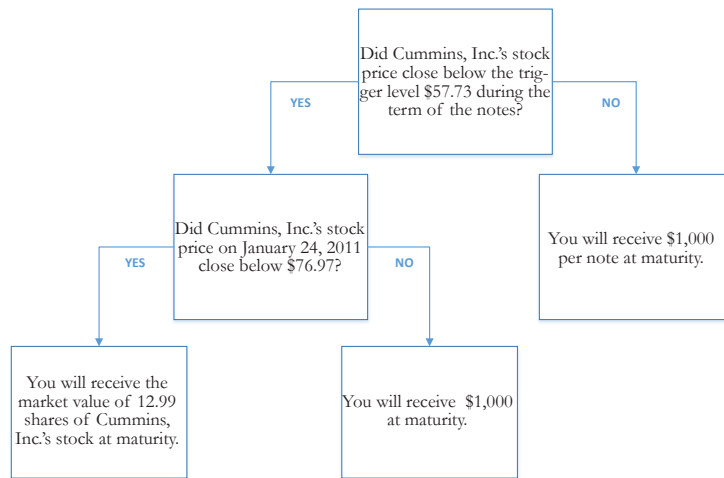 Did Cummins, Inc.'s stock
price close below the trig-
ger level $57.73 during the
term of the notes?
YES
NO
Did Cummins, Inc.'s stock
price on January 24, 2011
close below $76.97?
You will receive $1,000
per note at maturity.
YES
NO
You will receive the
market value of 12.99
shares of Cummins,
Inc.'s stock at maturity.
You will receive $1,000
at maturity.